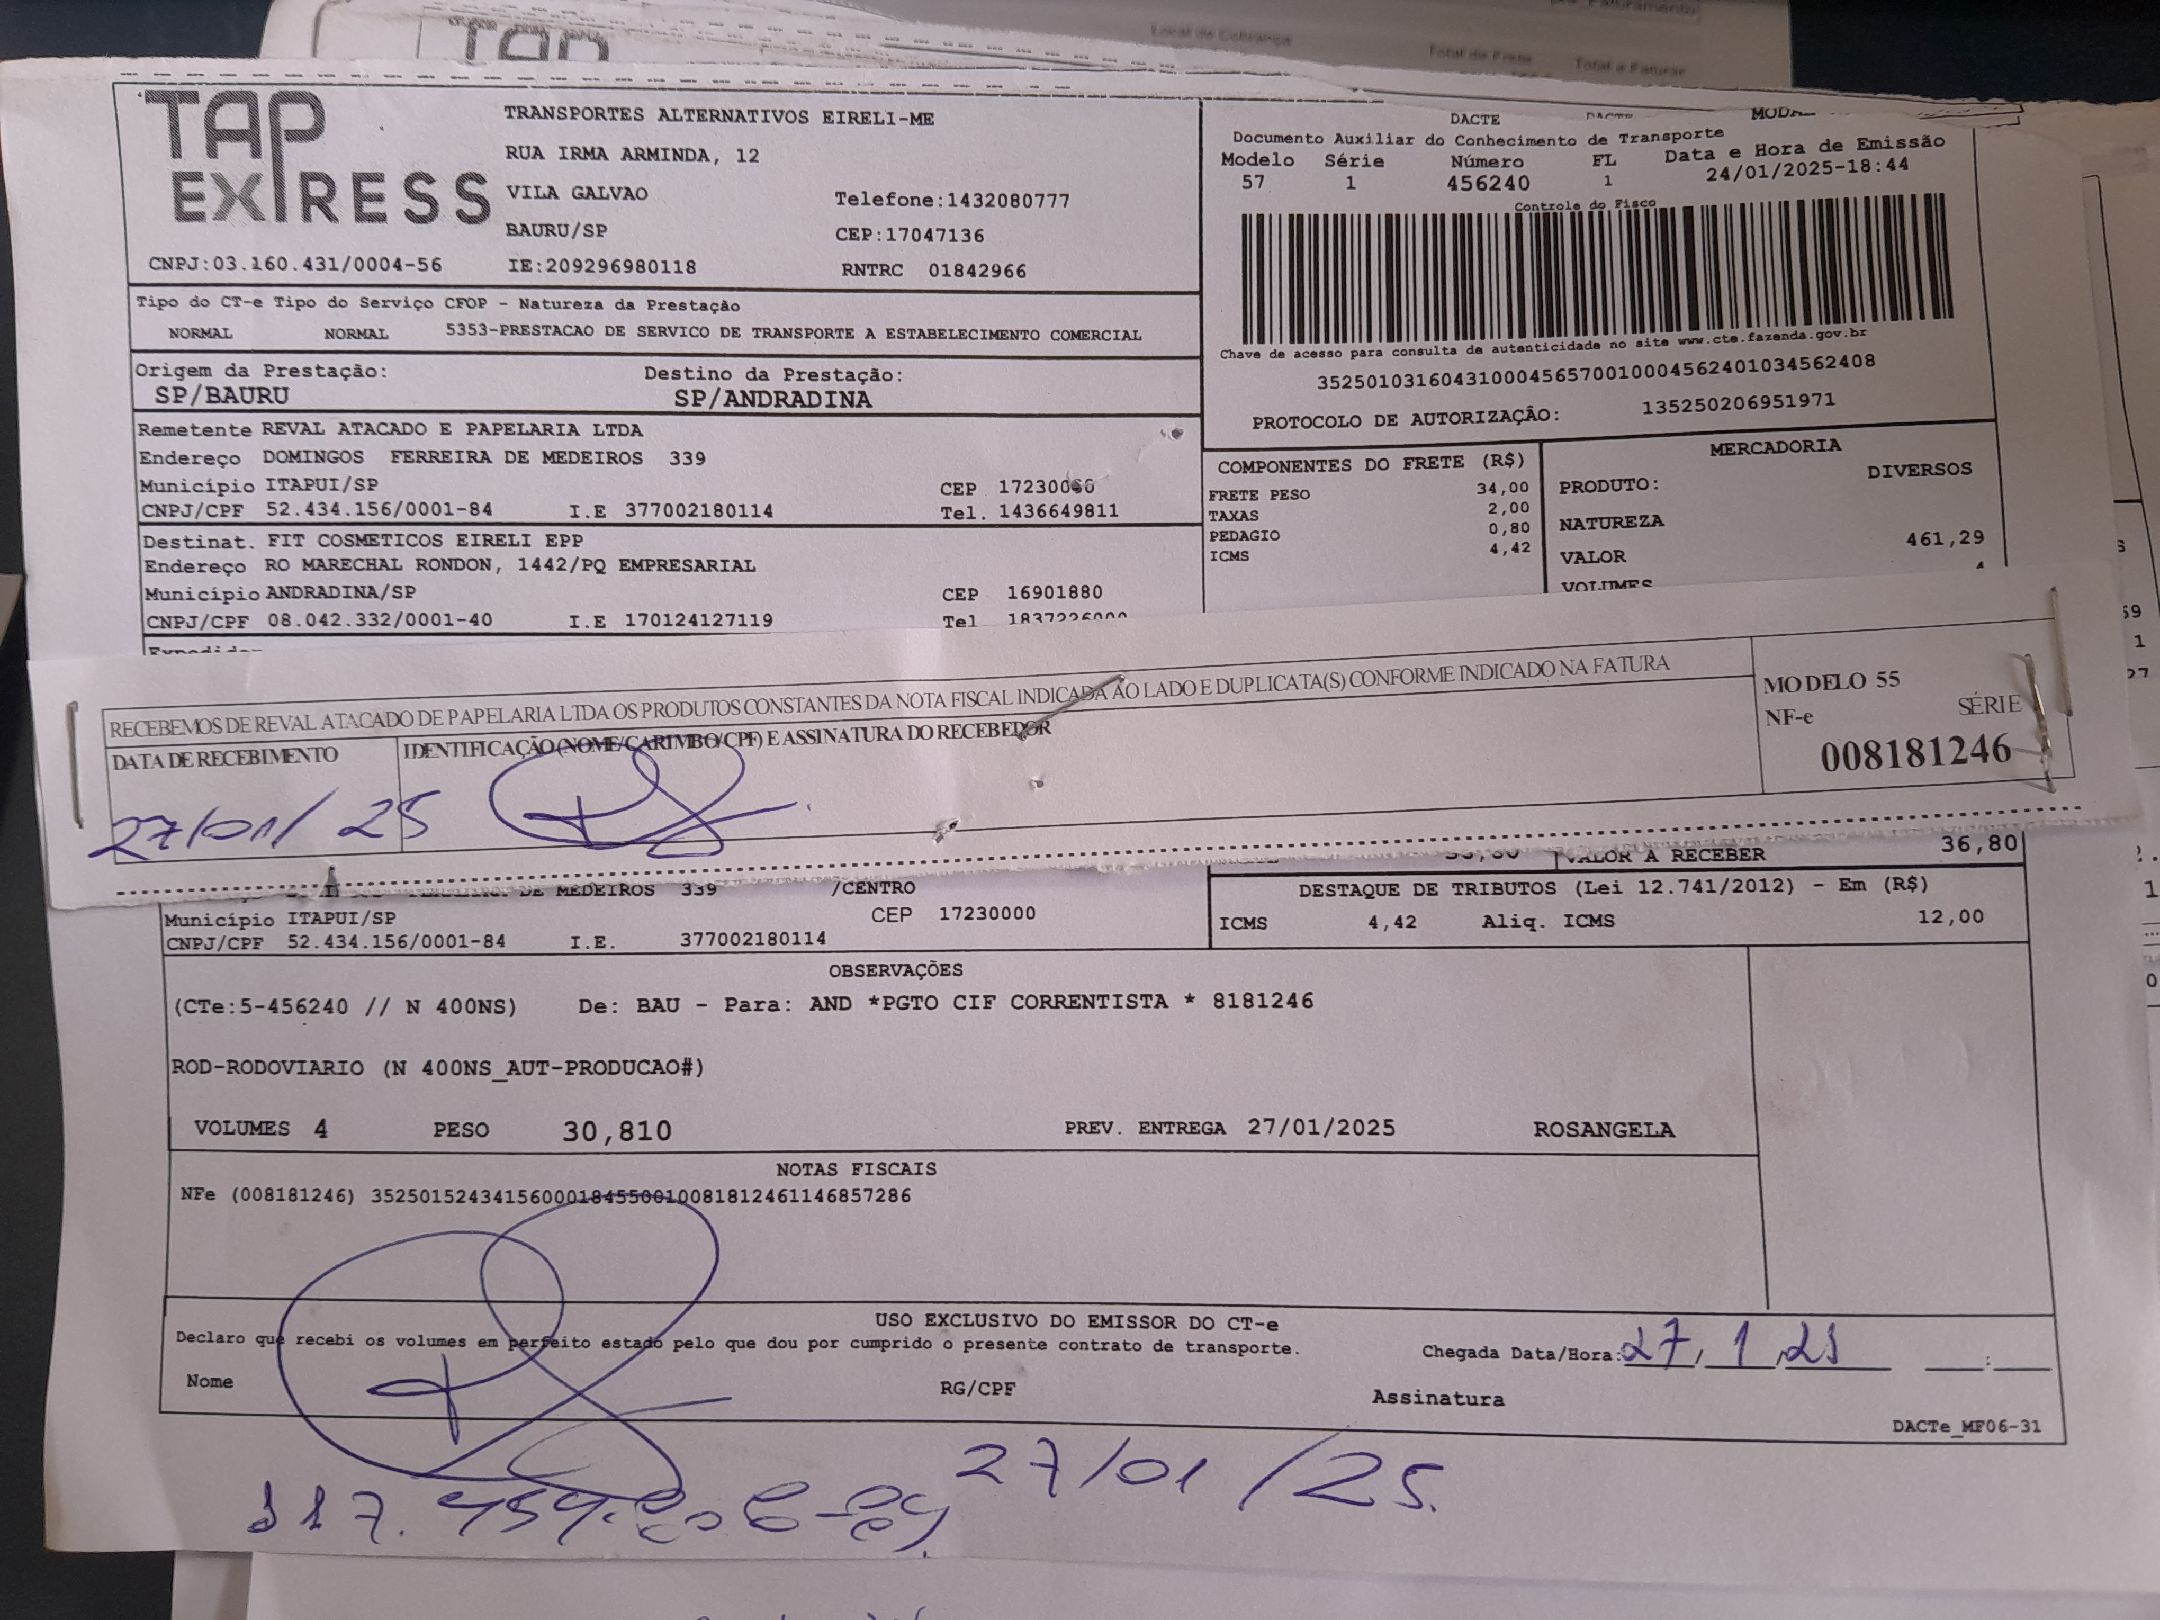 Local de Cobrança
Total de Frete Total a Faturar
TAP EXPRESS
TRANSPORTES ALTERNATIVOS EIRELI-ME
RUA IRMA ARMINDA, 12
VILA GALVAO Telefone:1432080777
BAURU/SP CEP:17047136
CNPJ:03.160.431/0004-56 IE:209296980118 RNTRC 01842966
DACTE
Documento Auxiliar do Conhecimento de Transporte
Modelo Série Número FL Data e Hora de Emissão
57 1 456240 1 24/01/2025-18:44
Controle do Fisco
Chave de acesso para consulta de autenticidade no site www.cte.fazenda.gov.br
35250103160431000456570010004562401034562408
PROTOCOLO DE AUTORIZAÇÃO: 135250206951971
Tipo do CT-e Tipo do Serviço CFOP - Natureza da Prestação
NORMAL NORMAL 5353-PRESTACAO DE SERVICO DE TRANSPORTE A ESTABELECIMENTO COMERCIAL
Origem da Prestação: Destino da Prestação:
SP/BAURU SP/ANDRADINA
Remetente REVAL ATACADO E PAPELARIA LTDA
Endereço DOMINGOS FERREIRA DE MEDEIROS 339
Município ITAPUI/SP CEP
CNPJ/CPF 52.434.156/0001-84 I.E 377002180114 Tel. 1436649811
Destinat. FIT COSMETICOS EIRELI EPP
Endereço RO MARECHAL RONDON, 1442/PQ EMPRESARIAL
Município ANDRADINA/SP CEP 16901880
CNPJ/CPF 08.042.332/0001-40 I.E 170124127119 Tel
COMPONENTES DO FRETE (R$)
FRETE PESO 34,00
TAXAS 2,00
PEDAGIO 0,80
ICMS 4,42
MERCADORIA
PRODUTO: DIVERSOS
NATUREZA
VALOR 461,29
VOLUMES
RECEBEMOS DE REVAL ATACADO DE PAPELARIA LTDA OS PRODUTOS CONSTANTES DA NOTA FISCAL INDICADA AO LADO E DUPLICATA(S) CONFORME INDICADO NA FATURA
DATA DE RECEBIMENTO IDENTIFICAÇÃO (NOME/CARIMBO/CPF) E ASSINATURA DO RECEBEDOR
27/01/25
MODELO 55
NF-e SÉRIE
008181246
VALOR A RECEBER 36,80
DE MEDEIROS 339 /CENTRO
Município ITAPUI/SP CEP 17230000
CNPJ/CPF 52.434.156/0001-84 I.E. 377002180114
DESTAQUE DE TRIBUTOS (Lei 12.741/2012) - Em (R$)
ICMS 4,42 Aliq. ICMS 12,00
OBSERVAÇÕES
(CTe:5-456240 // N 400NS) De: BAU - Para: AND *PGTO CIF CORRENTISTA * 8181246
ROD-RODOVIARIO (N 400NS_AUT-PRODUCAO#)
VOLUMES 4 PESO 30,810 PREV. ENTREGA 27/01/2025 ROSANGELA
NOTAS FISCAIS
NFe (008181246) 35250152434156000184550010081812461146857286
USO EXCLUSIVO DO EMISSOR DO CT-e
Declaro que recebi os volumes em perfeito estado pelo que dou por cumprido o presente contrato de transporte.
Chegada Data/Hora: 27,1,25
Nome RG/CPF Assinatura
DACTe_MF06-31
27/01/25.